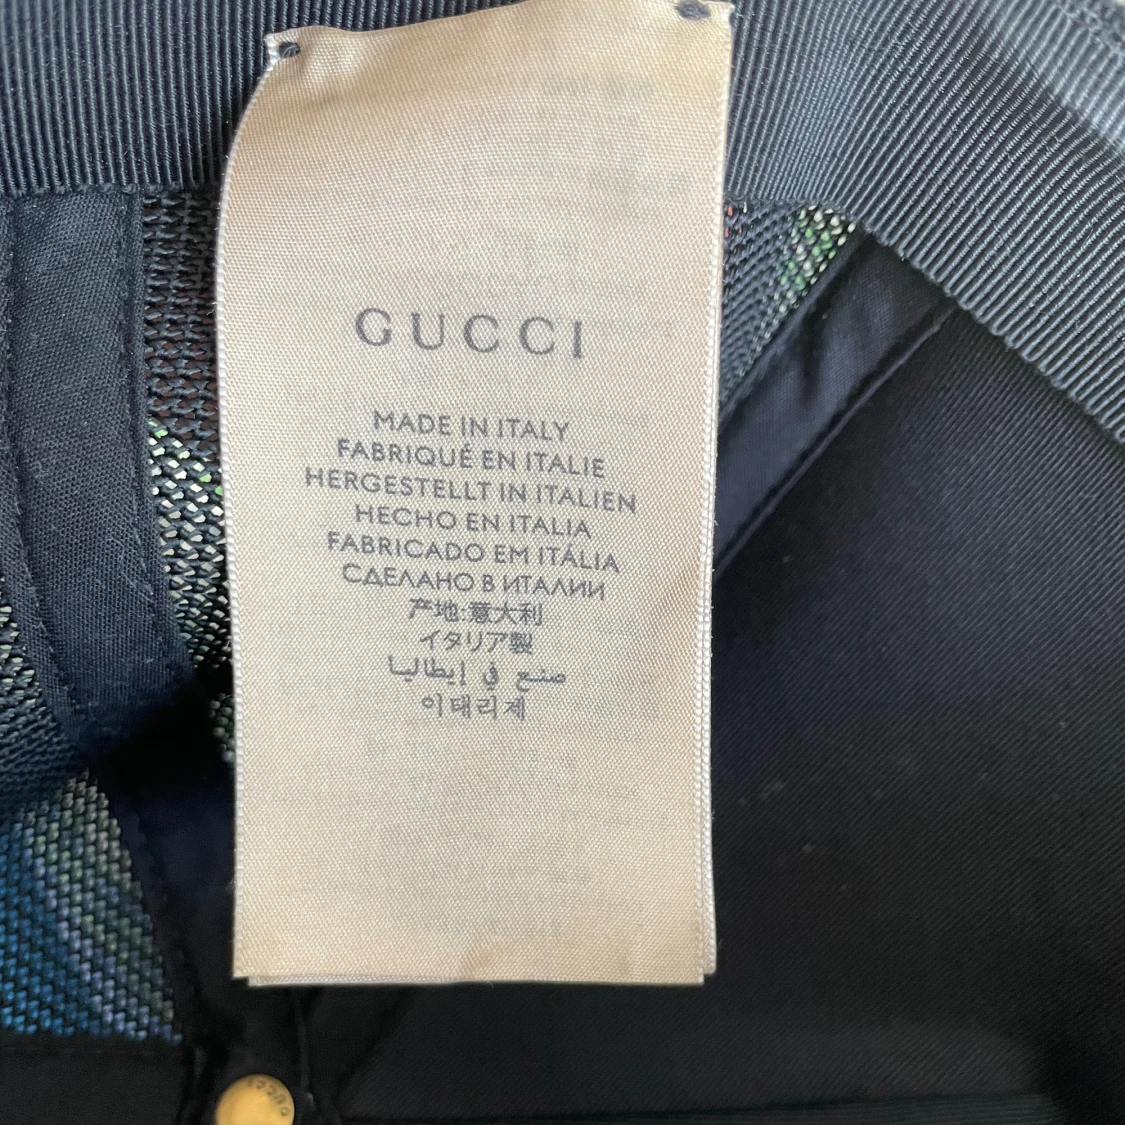 GUCCI
MADE IN ITALY
FABRIQUÉ EN ITALIE
HERGESTELLT IN ITALIEN
HECHO EN ITALIA
FABRICADO EM ITÁLIA
СДЕЛАНО В ИТАЛИИ
产地:意大利
イタリア製
صنع في إيطاليا
이태리제
GUCCI